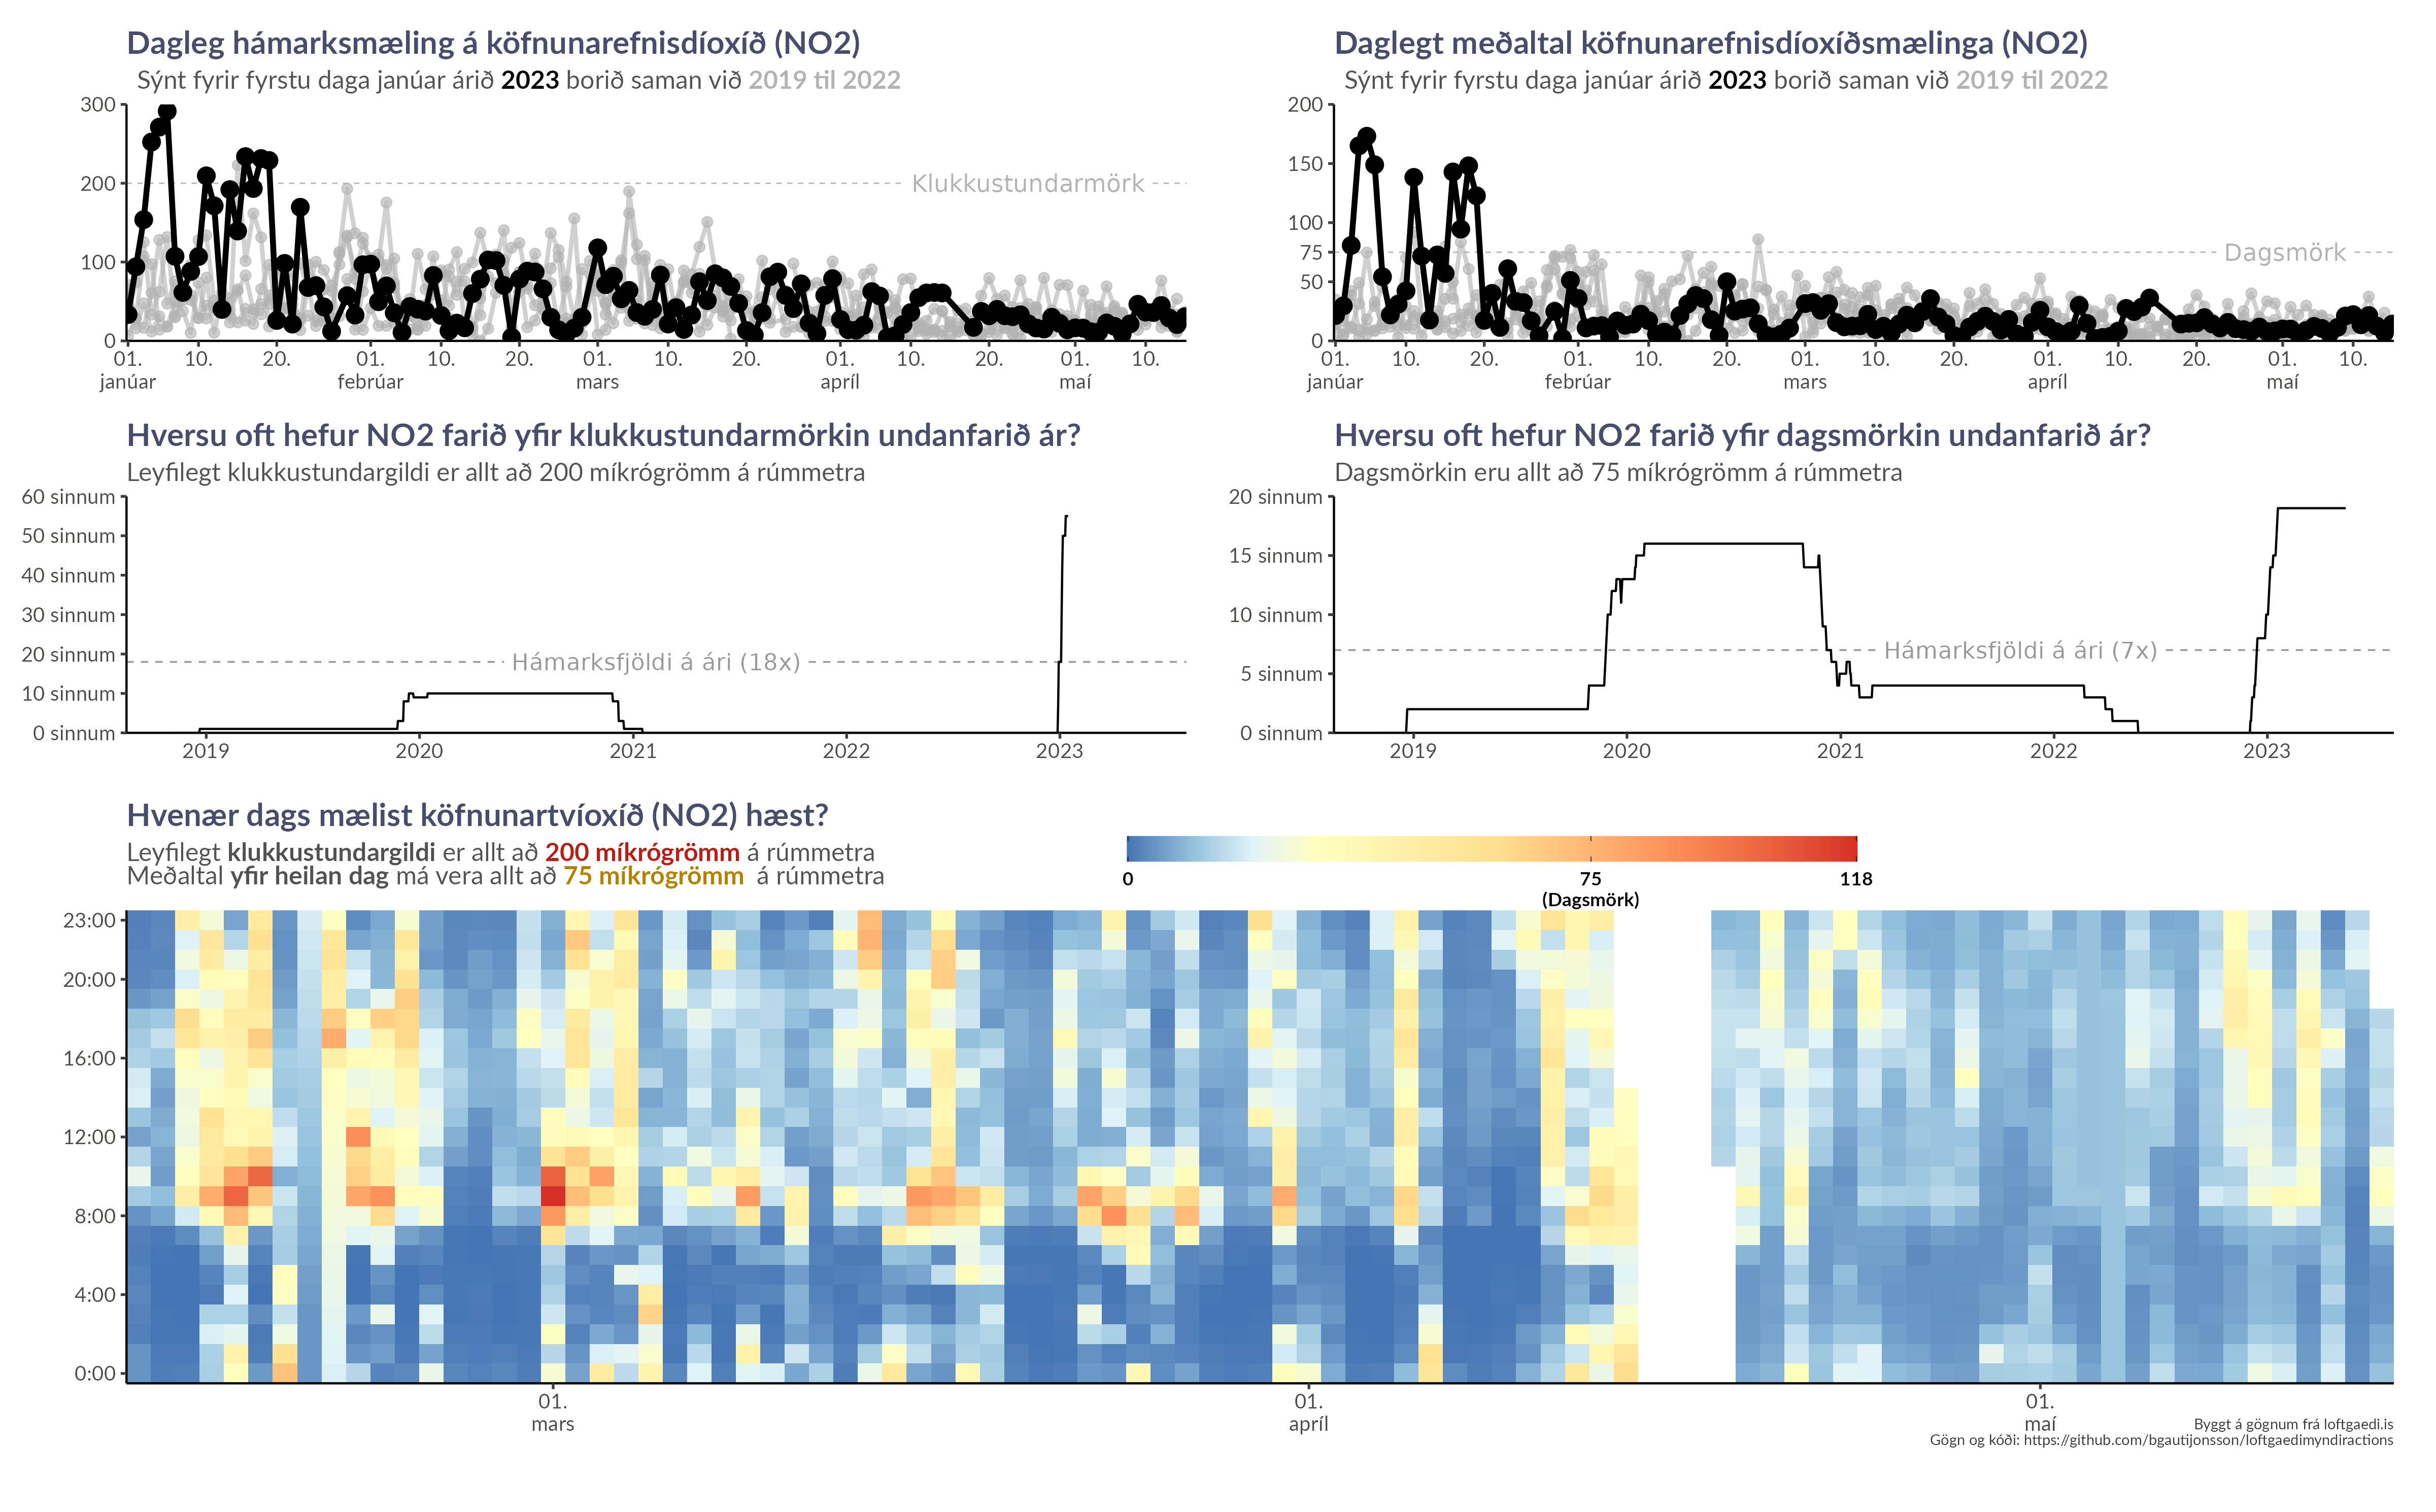 Dagleg hámarksmæling á köfnunarefnisdíoxíð (NO2)
Sýnt fyrir fyrstu daga janúar árið 2023 borið saman við 2019 til 2022
300
200
100
0
Klukkustundarmörk
01. 10. 20. 01. 10. 20. 01. 10. 20. 01. 10. 20. 01. 10.
janúar febrúar mars apríl maí
Daglegt meðaltal köfnunarefnisdíoxíðsmælinga (NO2)
Sýnt fyrir fyrstu daga janúar árið 2023 borið saman við 2019 til 2022
200
150
100
75
50
0
Dagsmörk
01. 10. 20. 01. 10. 20. 01. 10. 20. 01. 10. 20. 01. 10.
janúar febrúar mars apríl maí
Hversu oft hefur NO2 farið yfir klukkustundarmörkin undanfarið ár?
Leyfilegt klukkustundargildi er allt að 200 míkrógrömm á rúmmetra
60 sinnum
50 sinnum
40 sinnum
30 sinnum
20 sinnum
10 sinnum
0 sinnum
Hámarksfjöldi á ári (18x)
2019 2020 2021 2022 2023
Hversu oft hefur NO2 farið yfir dagsmörkin undanfarið ár?
Dagsmörkin eru allt að 75 míkrógrömm á rúmmetra
20 sinnum
15 sinnum
10 sinnum
5 sinnum
0 sinnum
Hámarksfjöldi á ári (7x)
2019 2020 2021 2022 2023
Hvenær dags mælist köfnunartvíoxíð (NO2) hæst?
Leyfilegt klukkustundargildi er allt að 200 míkrógrömm á rúmmetra
Meðaltal yfir heilan dag má vera allt að 75 míkrógrömm á rúmmetra
0 75 118
(Dagsmörk)
23:00
20:00
16:00
12:00
8:00
4:00
0:00
01. 01. 01.
mars apríl maí
Byggt á gögnum frá loftgaedi.is
Gögn og kóði: https://github.com/bgautijonsson/loftgaedimyndiractions